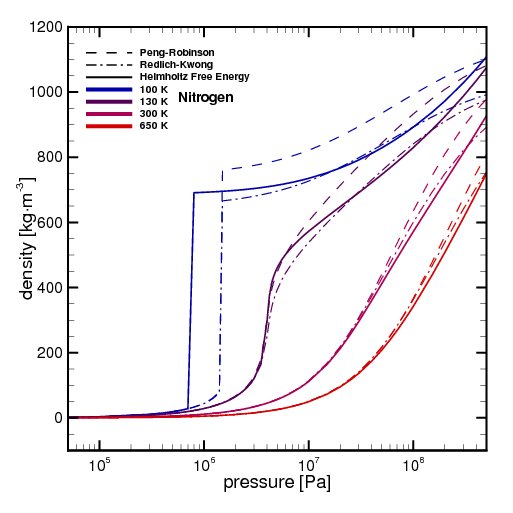 1200
1000
800
600
400
200
0
density [kg·m⁻³]
Peng-Robinson
Redlich-Kwong
Helmholtz Free Energy
100 K
130 K
300 K
650 K
Nitrogen
10⁵ 10⁶ 10⁷ 10⁸
pressure [Pa]